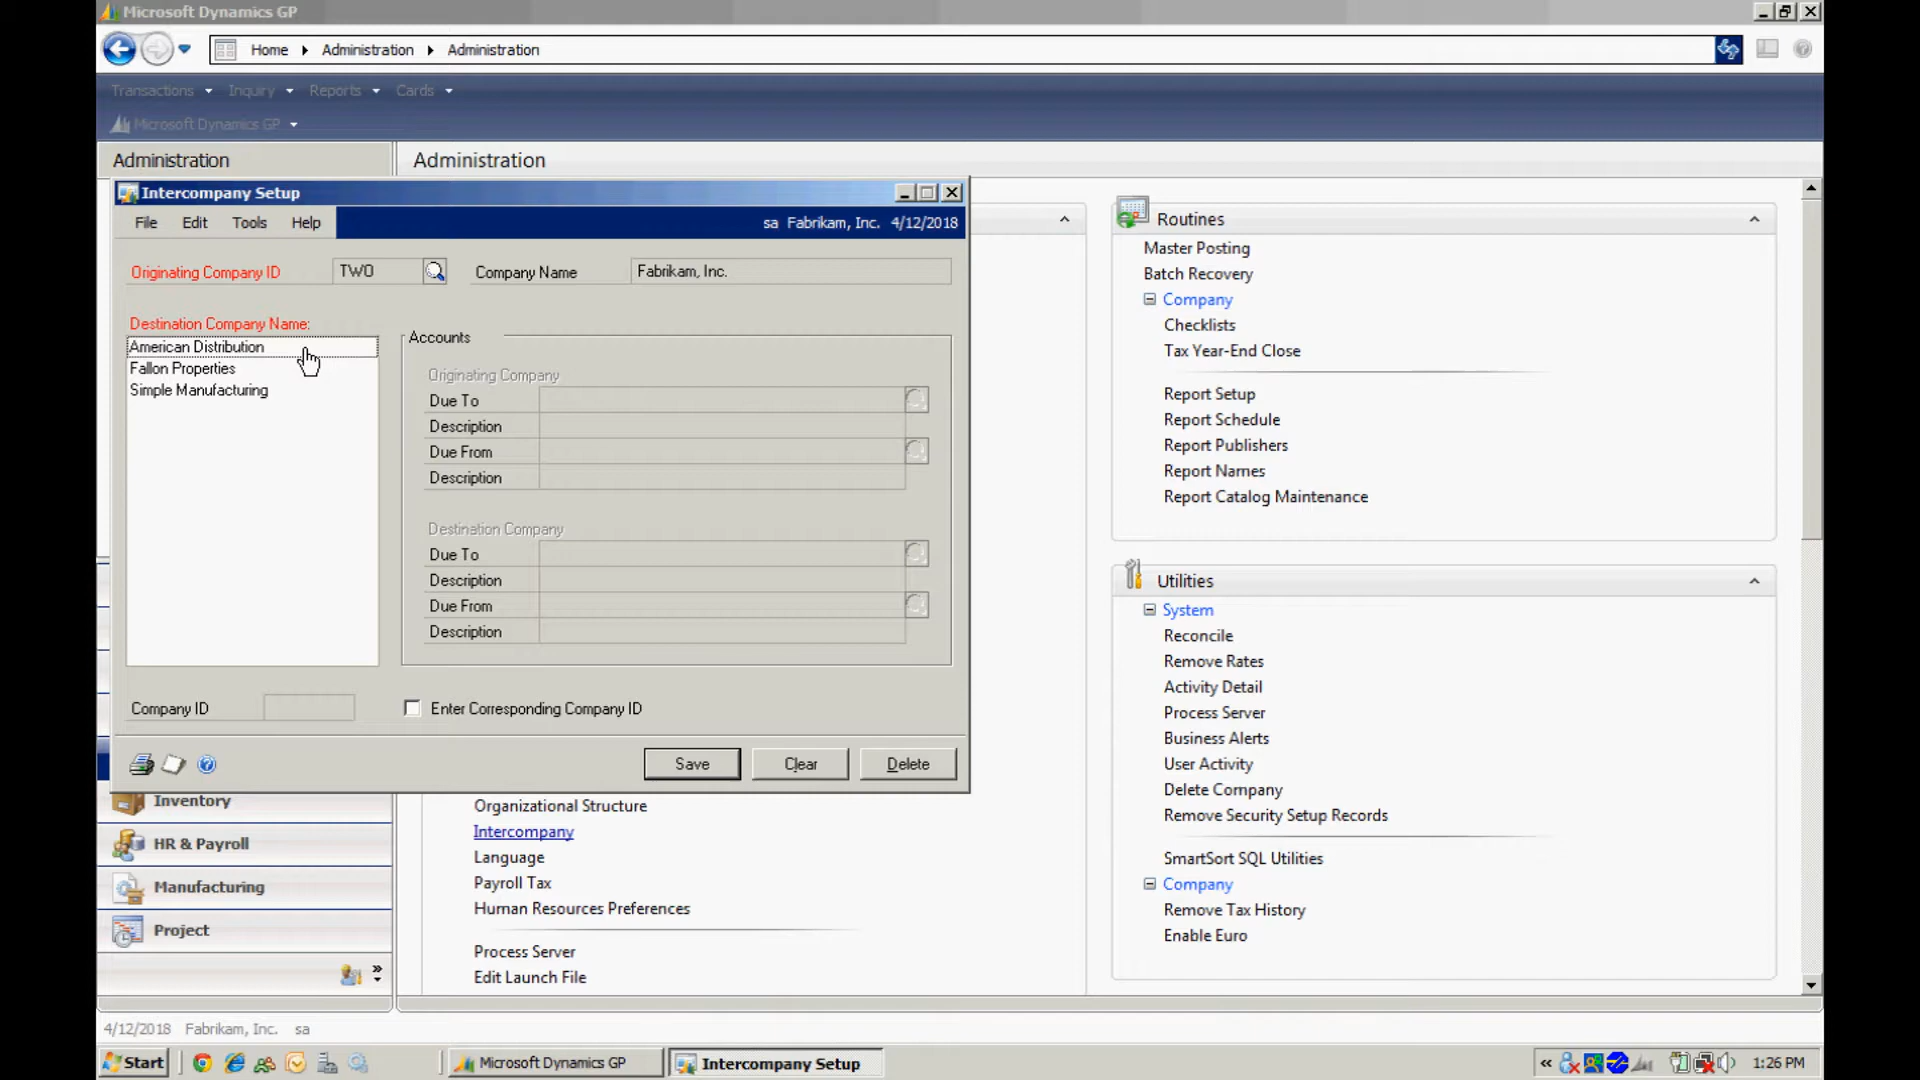 Microsoft Dynamics GP
Home Administration Administration
Transactions Inquiry Reports Cards
Microsoft Dynamics GP
Administration
Administration
Intercompany Setup
File Edit Tools Help
sa Fabrikam, Inc. 4/12/2018
Originating Company ID TWO Company Name Fabrikam, Inc.
Destination Company Name:
American Distribution
Fallon Properties
Simple Manufacturing
Accounts
Originating Company
Due To
Description
Due From
Description
Destination Company
Due To
Description
Due From
Description
Company ID
Enter Corresponding Company ID
Save Clear Delete
Inventory
HR & Payroll
Manufacturing
Project
»
Organizational Structure
Intercompany
Language
Payroll Tax
Human Resources Preferences
Process Server
Edit Launch File
Routines
Master Posting
Batch Recovery
Company
Checklists
Tax Year-End Close
Report Setup
Report Schedule
Report Publishers
Report Names
Report Catalog Maintenance
Utilities
System
Reconcile
Remove Rates
Activity Detail
Process Server
Business Alerts
User Activity
Delete Company
Remove Security Setup Records
SmartSort SQL Utilities
Company
Remove Tax History
Enable Euro
4/12/2018 Fabrikam, Inc. sa
Start Microsoft Dynamics GP Intercompany Setup « 1:26 PM